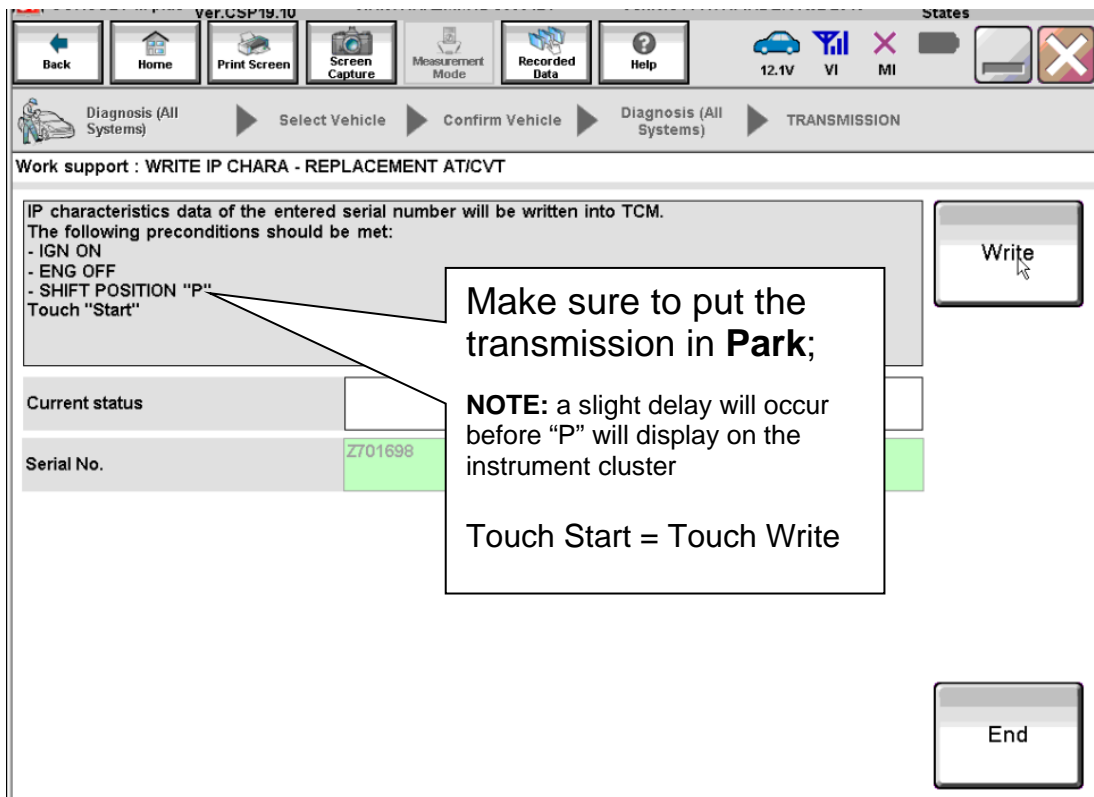 Ver.CSP19.10
States
Back
Home
Print Screen
Screen Capture
Measurement Mode
Recorded Data
Help
12.1V
VI
MI
Diagnosis (All Systems)
Select Vehicle
Confirm Vehicle
Diagnosis (All Systems)
TRANSMISSION
Work support : WRITE IP CHARA - REPLACEMENT AT/CVT
IP characteristics data of the entered serial number will be written into TCM.
The following preconditions should be met:
- IGN ON
- ENG OFF
- SHIFT POSITION "P"
Touch "Start"
Write
Make sure to put the
transmission in Park;
NOTE: a slight delay will occur
before “P” will display on the
instrument cluster
Touch Start = Touch Write
Current status
Serial No.
Z701698
End